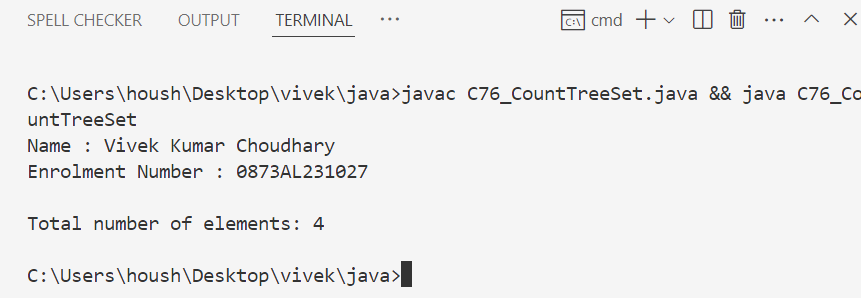 SPELL CHECKER OUTPUT TERMINAL ... cmd
C:\Users\housh\Desktop\vivek\java>javac C76_CountTreeSet.java && java C76_Co
untTreeSet
Name : Vivek Kumar Choudhary
Enrolment Number : 0873AL231027
Total number of elements: 4
C:\Users\housh\Desktop\vivek\java>